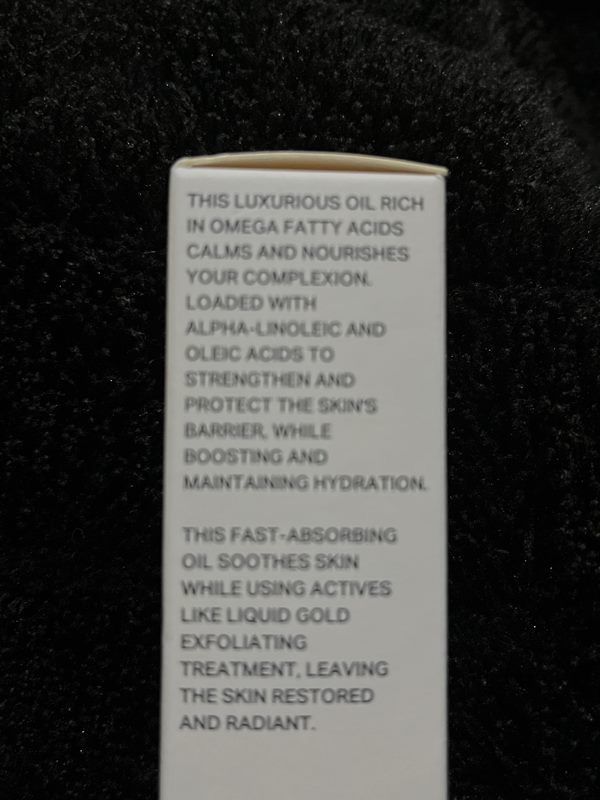 THIS LUXURIOUS OIL RICH
IN OMEGA FATTY ACIDS
CALMS AND NOURISHES
YOUR COMPLEXION.
LOADED WITH
ALPHA-LINOLEIC AND
OLEIC ACIDS TO
STRENGTHEN AND
PROTECT THE SKIN'S
BARRIER, WHILE
BOOSTING AND
MAINTAINING HYDRATION.
THIS FAST-ABSORBING
OIL SOOTHES SKIN
WHILE USING ACTIVES
LIKE LIQUID GOLD
EXFOLIATING
TREATMENT, LEAVING
THE SKIN RESTORED
AND RADIANT.